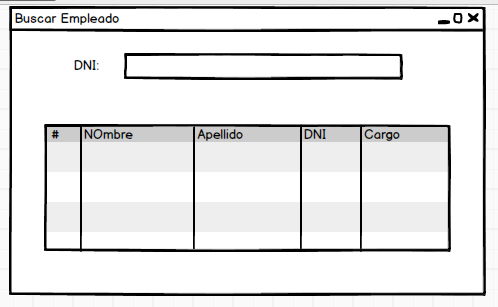 Buscar Empleado
DNI:
# NOmbre Apellido DNI Cargo